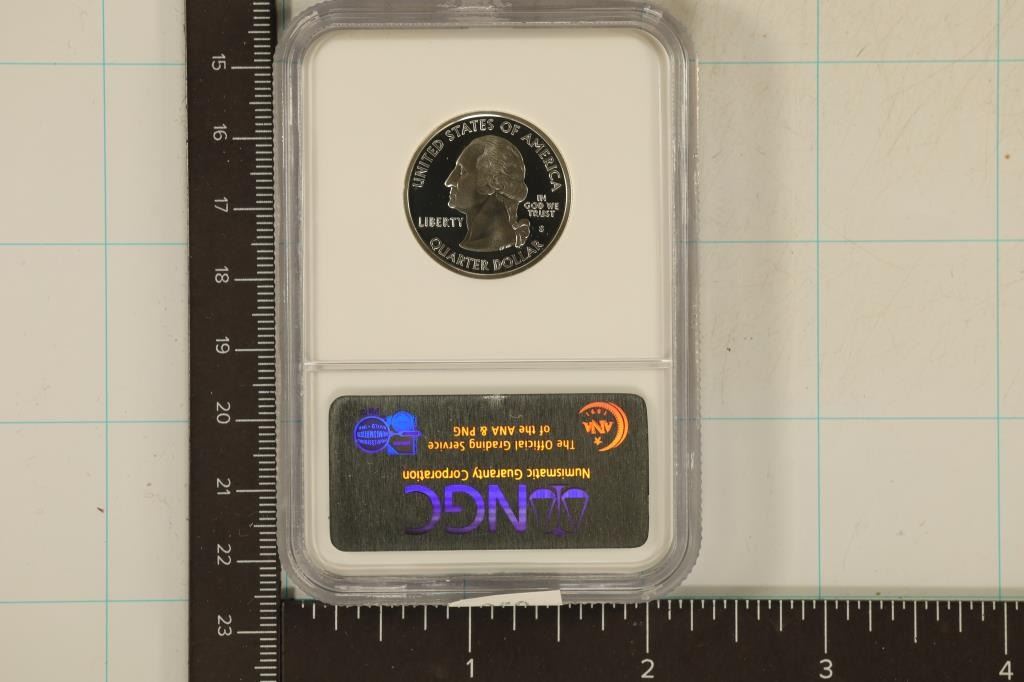 15
16
17
18
19
20
21
22
23
UNITED STATES OF AMERICA
LIBERTY
IN
GOD WE
TRUST
S
QUARTER DOLLAR
NGC
Numismatic Guaranty Corporation
The Official Grading Service
of the ANA & PNG
ANA
1891
1
2
3
4